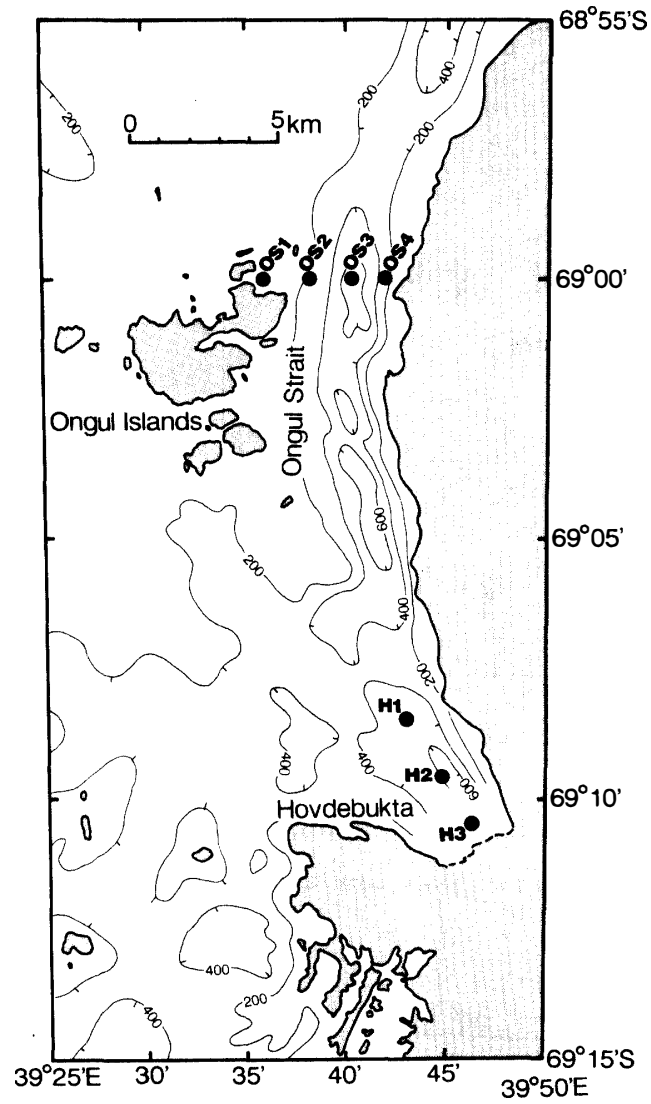 68°55'S
400
200
200
200
0 5km
OS1 OS2 OS3 OS4
69°00'
Ongul Strait
Ongul Islands
600
69°05'
200
400
200
H1
400
400
H2
600
69°10'
Hovdebukta
H3
400
200
400
69°15'S
39°25'E 30' 35' 40' 45' 39°50'E